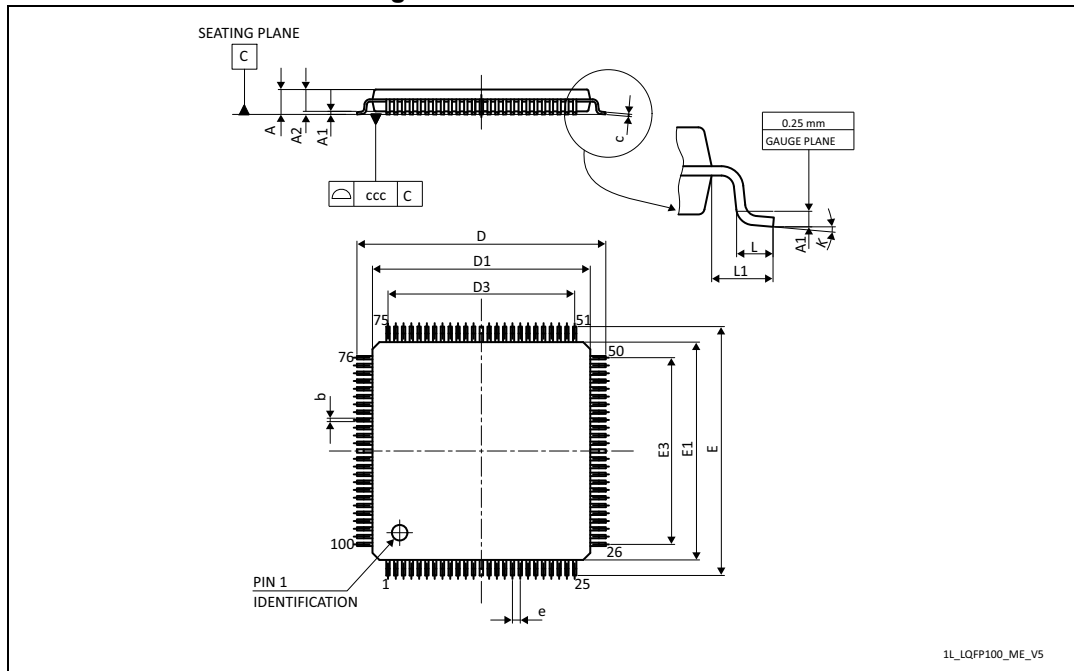 SEATING PLANE
C
A
A2
A1
c
ccc C
0.25 mm
GAUGE PLANE
L
L1
A1
K
D
D1
D3
75
51
76
50
b
E3
E1
E
100
26
PIN 1
IDENTIFICATION
1
25
e
1L_LQFP100_ME_V5